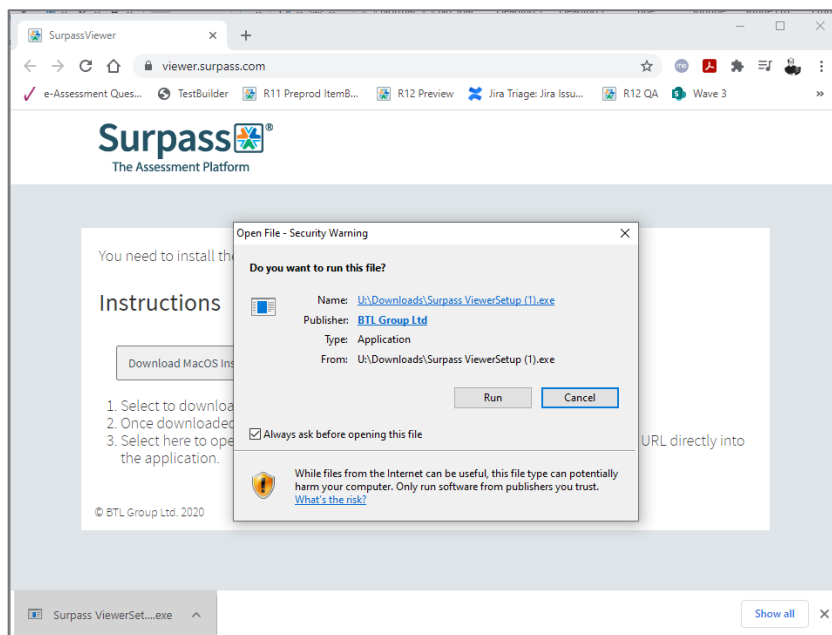 SurpassViewer
viewer.surpass.com
e-Assessment Ques... TestBuilder R11 Preprod ItemB... R12 Preview Jira Triage: Jira Issu... R12 QA Wave 3 »
Surpass®
The Assessment Platform
You need to install the
Instructions
Download MacOS Ins
1. Select to downloa
2. Once downloaded
3. Select here to ope URL directly into
the application.
© BTL Group Ltd. 2020
Open File - Security Warning
Do you want to run this file?
Name: U:\Downloads\Surpass ViewerSetup (1).exe
Publisher: BTL Group Ltd
Type: Application
From: U:\Downloads\Surpass ViewerSetup (1).exe
Run Cancel
Always ask before opening this file
While files from the Internet can be useful, this file type can potentially
harm your computer. Only run software from publishers you trust.
What's the risk?
Surpass ViewerSet....exe Show all